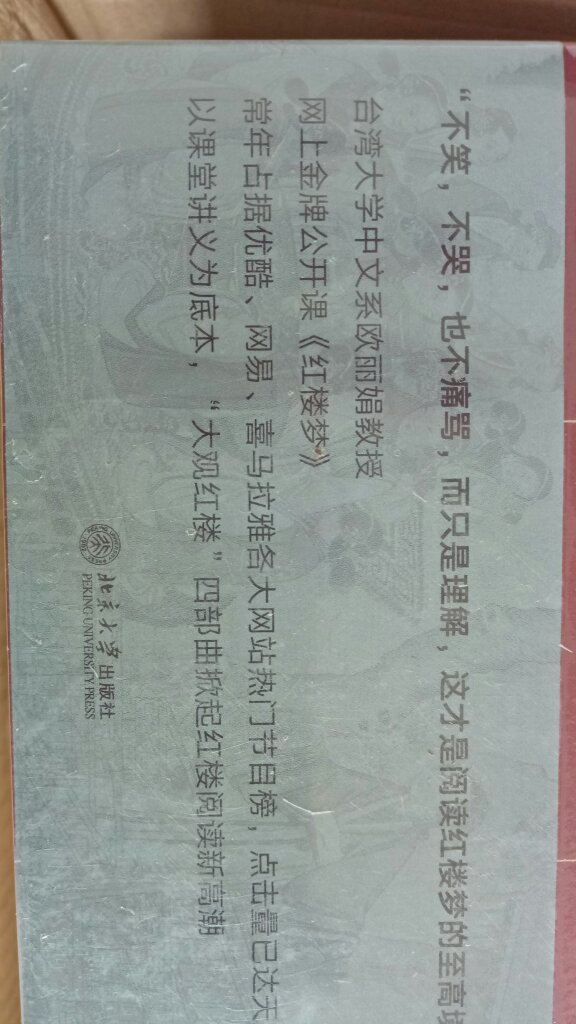 “不笑，不哭，也不痛骂，而只是理解，这才是阅读红楼梦的至高境
台湾大学中文系欧丽娟教授
网上金牌公开课《红楼梦》
常年占据优酷、网易、喜马拉雅各大网站热门节目榜，点击量已达天
以课堂讲义为底本，“大观红楼”四部曲掀起红楼阅读新高潮
北京大学出版社
PEKING UNIVERSITY PRESS